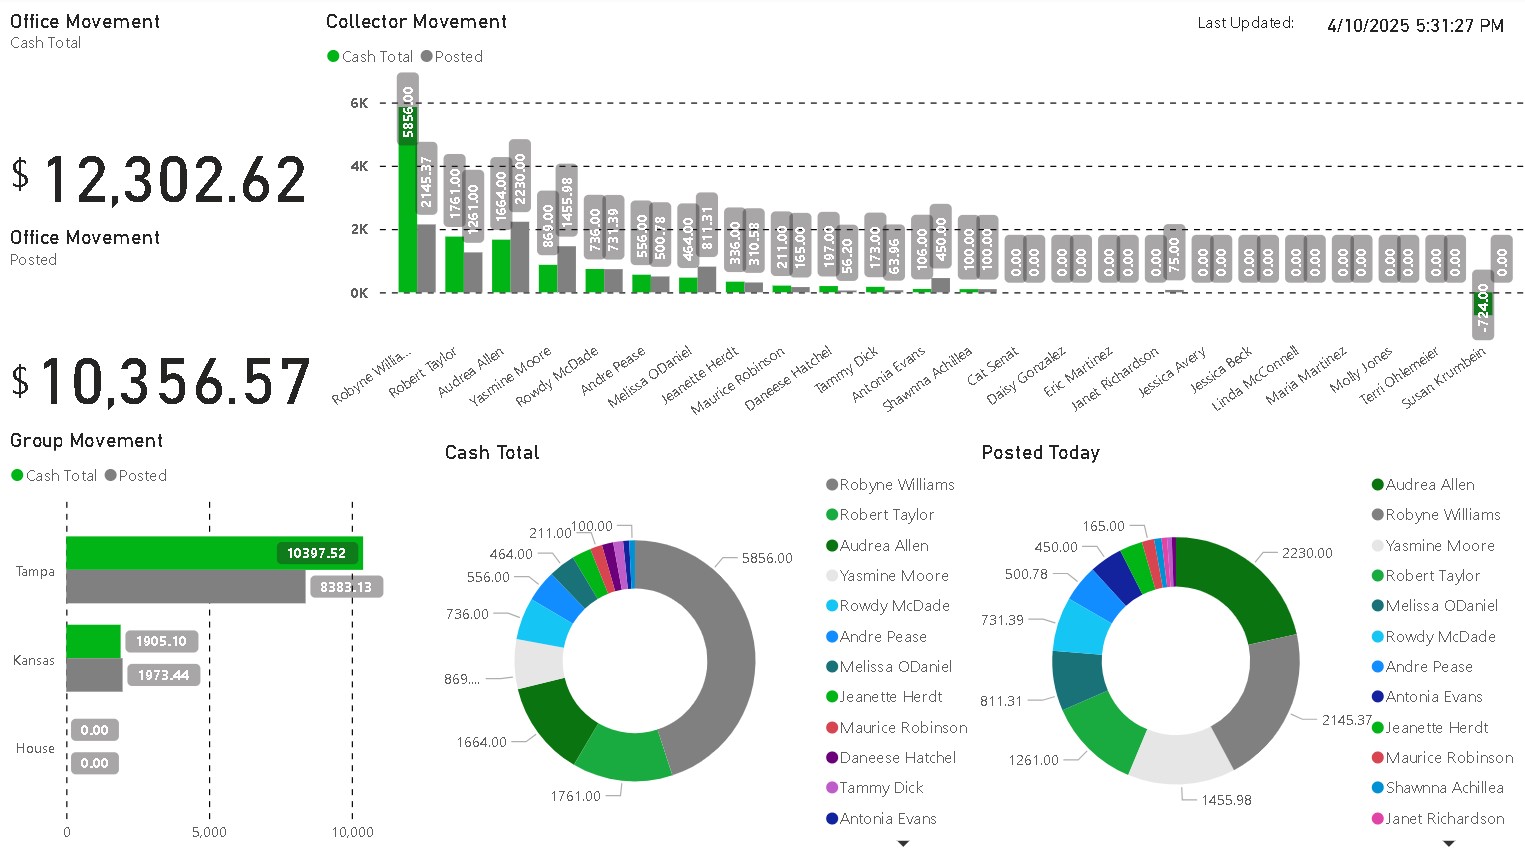 Office Movement
Cash Total
$ 12,302.62
Office Movement
Posted
$ 10,356.57
Collector Movement
Cash Total Posted
Last Updated: 4/10/2025 5:31:27 PM
6K
4K
2K
0K
5856.00 2145.37
1761.00 1261.00
1664.00 2230.00
869.00 1455.98
736.00 731.39
556.00 500.78
464.00 811.31
336.00 310.58
211.00 165.00
197.00 56.20
173.00 63.96
106.00 450.00
100.00 100.00
0.00 0.00
0.00 0.00
0.00 0.00
0.00 75.00
0.00 0.00
0.00 0.00
0.00 0.00
0.00 0.00
0.00 0.00
0.00 0.00
-724.00 0.00
Robyne Willia...
Robert Taylor
Audrea Allen
Yasmine Moore
Rowdy McDade
Andre Pease
Melissa ODaniel
Jeanette Herdt
Maurice Robinson
Daneese Hatchel
Tammy Dick
Antonia Evans
Shawnna Achillea
Cat Senat
Daisy Gonzalez
Eric Martinez
Janet Richardson
Jessica Avery
Jessica Beck
Linda McConnell
Maria Martinez
Molly Jones
Terri Ohlemeier
Susan Krumbein
Group Movement
Cash Total Posted
Tampa
10397.52
8383.13
Kansas
1905.10
1973.44
House
0.00
0.00
0 5,000 10,000
Cash Total
5856.00
1761.00
1664.00
869....
736.00
556.00
464.00
211.00
100.00
Robyne Williams
Robert Taylor
Audrea Allen
Yasmine Moore
Rowdy McDade
Andre Pease
Melissa ODaniel
Jeanette Herdt
Maurice Robinson
Daneese Hatchel
Tammy Dick
Antonia Evans
Posted Today
2230.00
2145.37
1455.98
1261.00
811.31
731.39
500.78
450.00
165.00
Audrea Allen
Robyne Williams
Yasmine Moore
Robert Taylor
Melissa ODaniel
Rowdy McDade
Andre Pease
Antonia Evans
Jeanette Herdt
Maurice Robinson
Shawnna Achillea
Janet Richardson